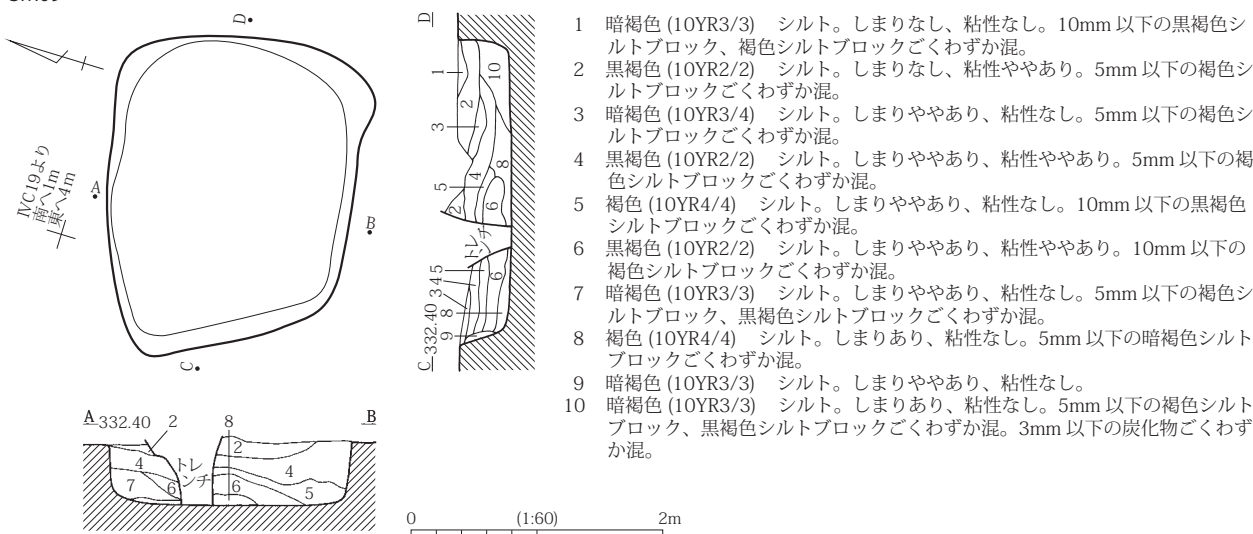 D
IVC19より
南へ1m
東へ4m
A
B
C
D
1
2
3
10
4
8
5
2
6
トレ
ンチ
3 4 5
6
8
9
C 332.40
A 332.40
2
8
B
2
4
トレ
ンチ
4
7
6
6
5
0
(1:60)
2m
1 暗褐色 (10YR3/3) シルト。しまりなし、粘性なし。10mm 以下の黒褐色シ
ルトブロック、褐色シルトブロックごくわずか混。
2 黒褐色 (10YR2/2) シルト。しまりなし、粘性ややあり。5mm 以下の褐色シ
ルトブロックごくわずか混。
3 暗褐色 (10YR3/4) シルト。しまりややあり、粘性なし。5mm 以下の褐色シ
ルトブロックごくわずか混。
4 黒褐色 (10YR2/2) シルト。しまりややあり、粘性ややあり。5mm 以下の褐
色シルトブロックごくわずか混。
5 褐色 (10YR4/4) シルト。しまりややあり、粘性なし。10mm 以下の黒褐色
シルトブロックごくわずか混。
6 黒褐色 (10YR2/2) シルト。しまりややあり、粘性ややあり。10mm 以下の
褐色シルトブロックごくわずか混。
7 暗褐色 (10YR3/3) シルト。しまりややあり、粘性なし。5mm 以下の褐色シ
ルトブロック、黒褐色シルトブロックごくわずか混。
8 褐色 (10YR4/4) シルト。しまりあり、粘性なし。5mm 以下の暗褐色シルト
ブロックごくわずか混。
9 暗褐色 (10YR3/3) シルト。しまりややあり、粘性なし。
10 暗褐色 (10YR3/3) シルト。しまりあり、粘性なし。5mm 以下の褐色シルト
ブロック、黒褐色シルトブロックごくわずか混。3mm 以下の炭化物ごくわず
か混。